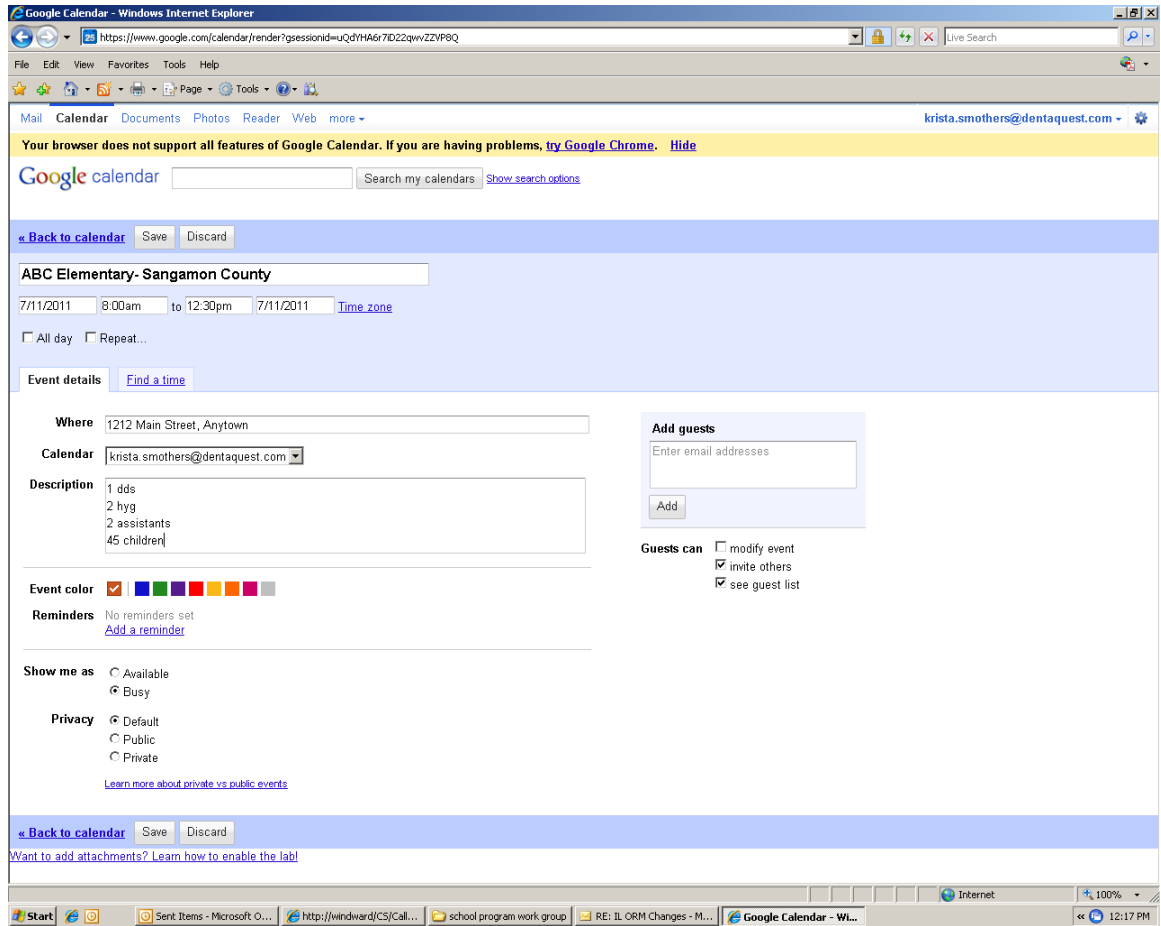 Google Calendar - Windows Internet Explorer
https://www.google.com/calendar/render?gsessionid=uQdYHA6r7iD22qwvZZVP8Q
Live Search
File Edit View Favorites Tools Help
Page Tools
Mail Calendar Documents Photos Reader Web more krista.smothers@dentaquest.com
Your browser does not support all features of Google Calendar. If you are having problems, try Google Chrome. Hide
Google calendar Search my calendars Show search options
« Back to calendar Save Discard
ABC Elementary- Sangamon County
7/11/2011 8:00am to 12:30pm 7/11/2011 Time zone
All day Repeat...
Event details Find a time
Where 1212 Main Street, Anytown
Calendar krista.smothers@dentaquest.com
Description 1 dds
2 hyg
2 assistants
45 children
Add guests
Enter email addresses
Add
Guests can modify event
invite others
see guest list
Event color
Reminders No reminders set
Add a reminder
Show me as Available
Busy
Privacy Default
Public
Private
Learn more about private vs public events
« Back to calendar Save Discard
Want to add attachments? Learn how to enable the lab!
Internet 100%
Start Sent Items - Microsoft O... http://windward/CS/Call... school program work group RE: IL ORM Changes - M... Google Calendar - Wi... « 12:17 PM